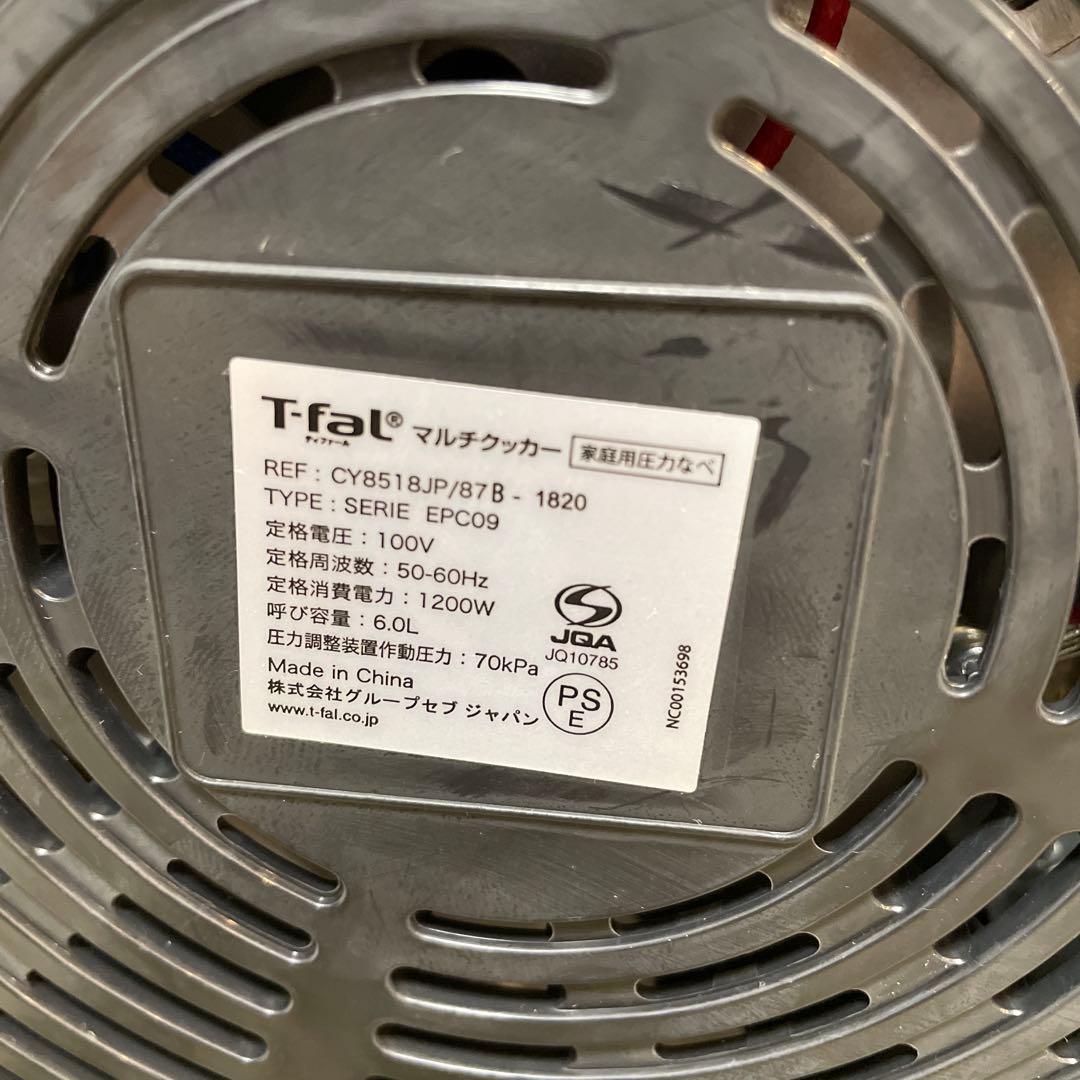 T-fal® マルチクッカー 家庭用圧力なべ
ティファール
REF : CY8518JP/87B - 1820
TYPE : SERIE EPC09
定格電圧 : 100V
定格周波数 : 50-60Hz
定格消費電力 : 1200W
呼び容量 : 6.0L
圧力調整装置作動圧力 : 70kPa
Made in China
株式会社グループセブ ジャパン
www.t-fal.co.jp
JQA
JQ10785
PS
E
NC00153698